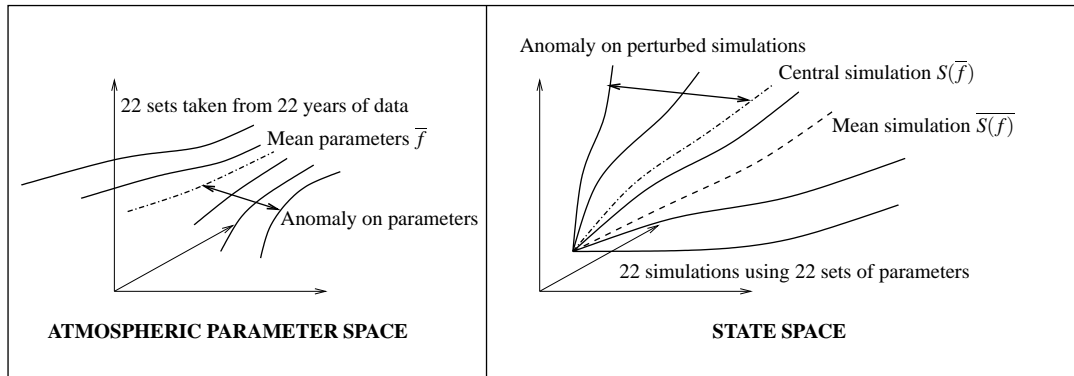 22 sets taken from 22 years of data
Mean parameters f̅
Anomaly on parameters
ATMOSPHERIC PARAMETER SPACE
Anomaly on perturbed simulations
Central simulation S(f̅)
Mean simulation S̅(̅f̅)̅
22 simulations using 22 sets of parameters
STATE SPACE